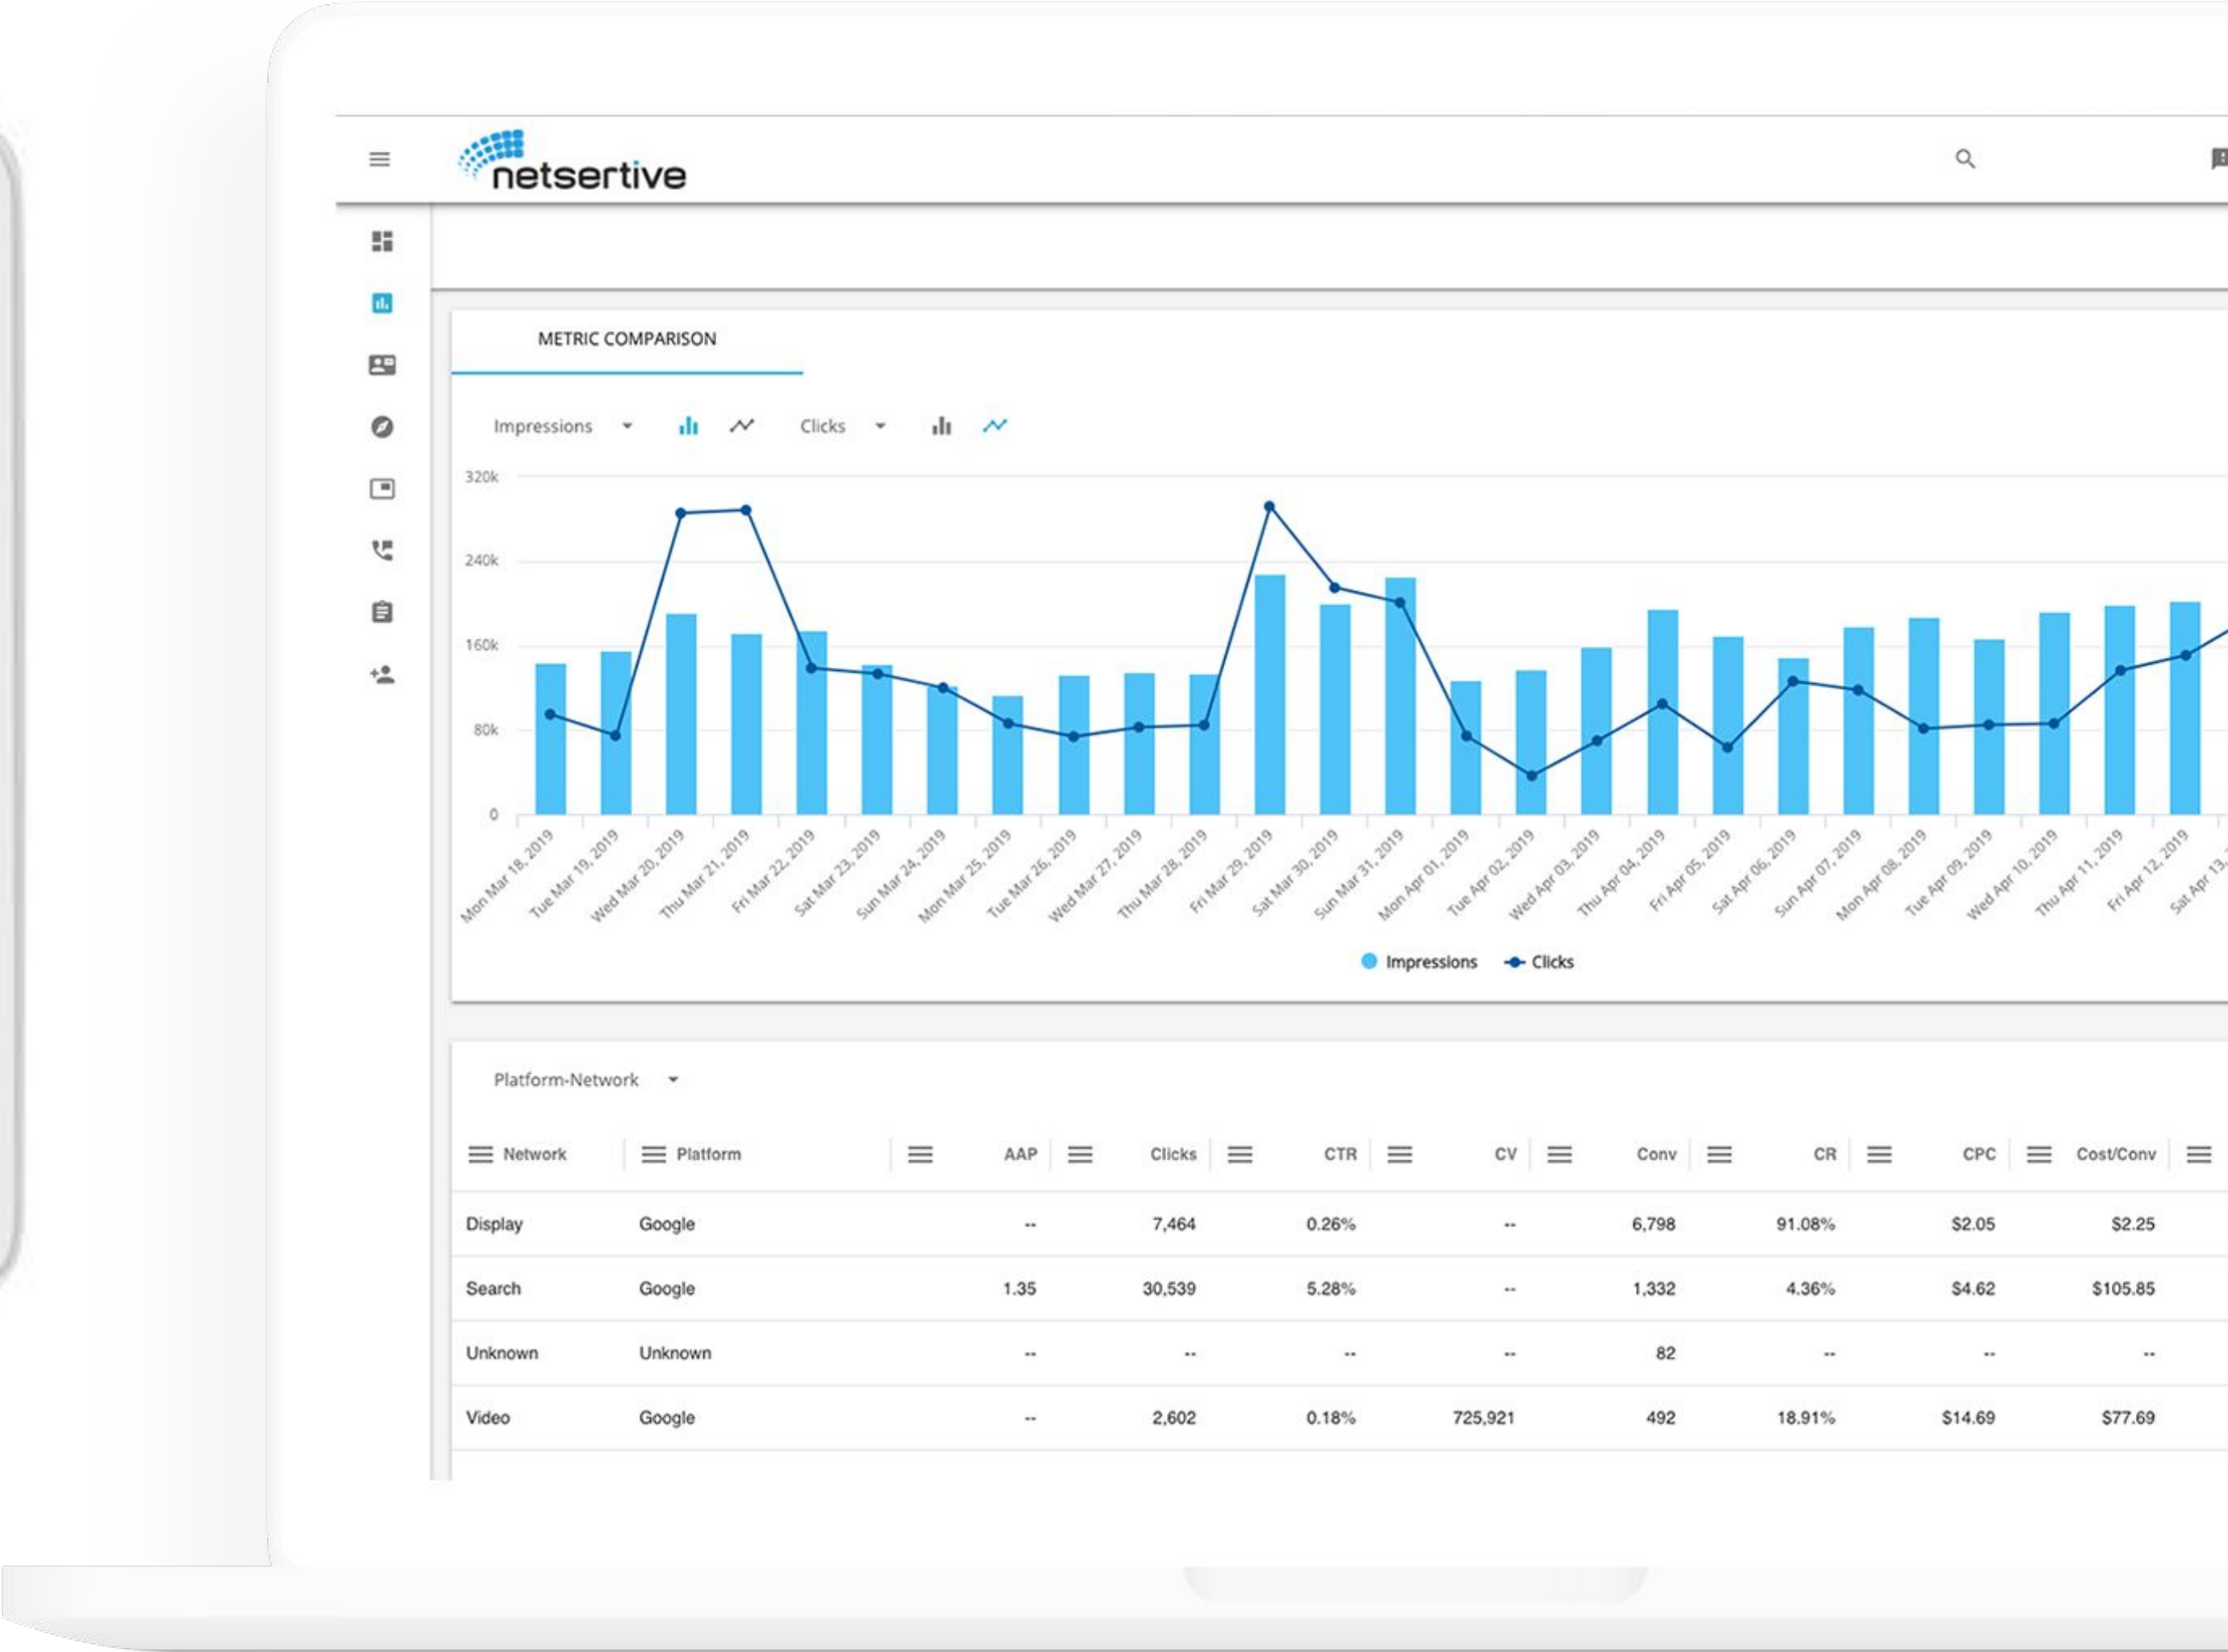 netsertive
METRIC COMPARISON
Impressions Clicks
320k
240k
160k
80k
0
Mon Mar 18, 2019
Tue Mar 19, 2019
Wed Mar 20, 2019
Thu Mar 21, 2019
Fri Mar 22, 2019
Sat Mar 23, 2019
Sun Mar 24, 2019
Mon Mar 25, 2019
Tue Mar 26, 2019
Wed Mar 27, 2019
Thu Mar 28, 2019
Fri Mar 29, 2019
Sat Mar 30, 2019
Sun Mar 31, 2019
Mon Apr 01, 2019
Tue Apr 02, 2019
Wed Apr 03, 2019
Thu Apr 04, 2019
Fri Apr 05, 2019
Sat Apr 06, 2019
Sun Apr 07, 2019
Mon Apr 08, 2019
Tue Apr 09, 2019
Wed Apr 10, 2019
Thu Apr 11, 2019
Fri Apr 12, 2019
Sat Apr 13,
Impressions Clicks
Platform-Network
Network Platform AAP Clicks CTR CV Conv CR CPC Cost/Conv
Display Google -- 7,464 0.26% -- 6,798 91.08% $2.05 $2.25
Search Google 1.35 30,539 5.28% -- 1,332 4.36% $4.62 $105.85
Unknown Unknown -- -- -- -- 82 -- -- --
Video Google -- 2,602 0.18% 725,921 492 18.91% $14.69 $77.69